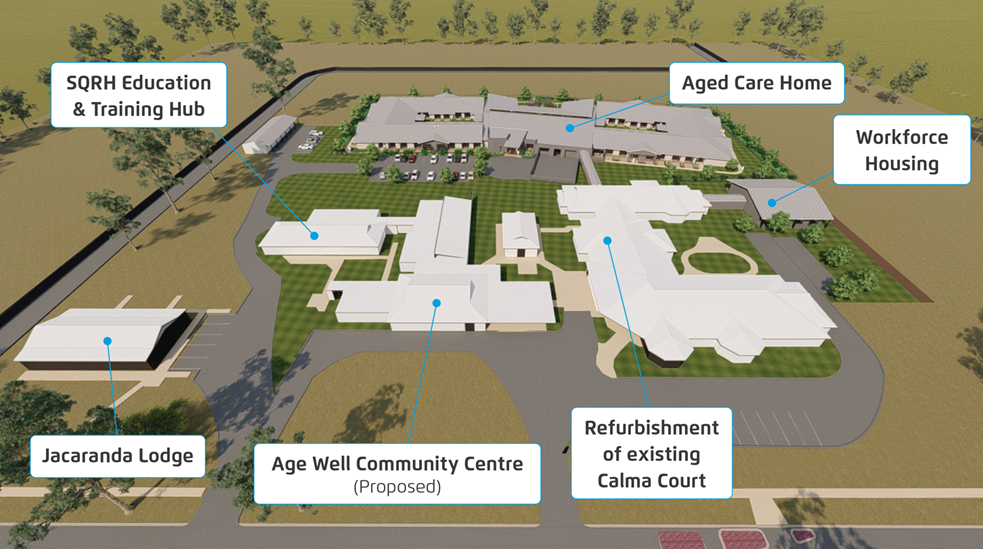 SQRH Education
& Training Hub
Aged Care Home
Workforce
Housing
Jacaranda Lodge
Age Well Community Centre
(Proposed)
Refurbishment
of existing
Calma Court